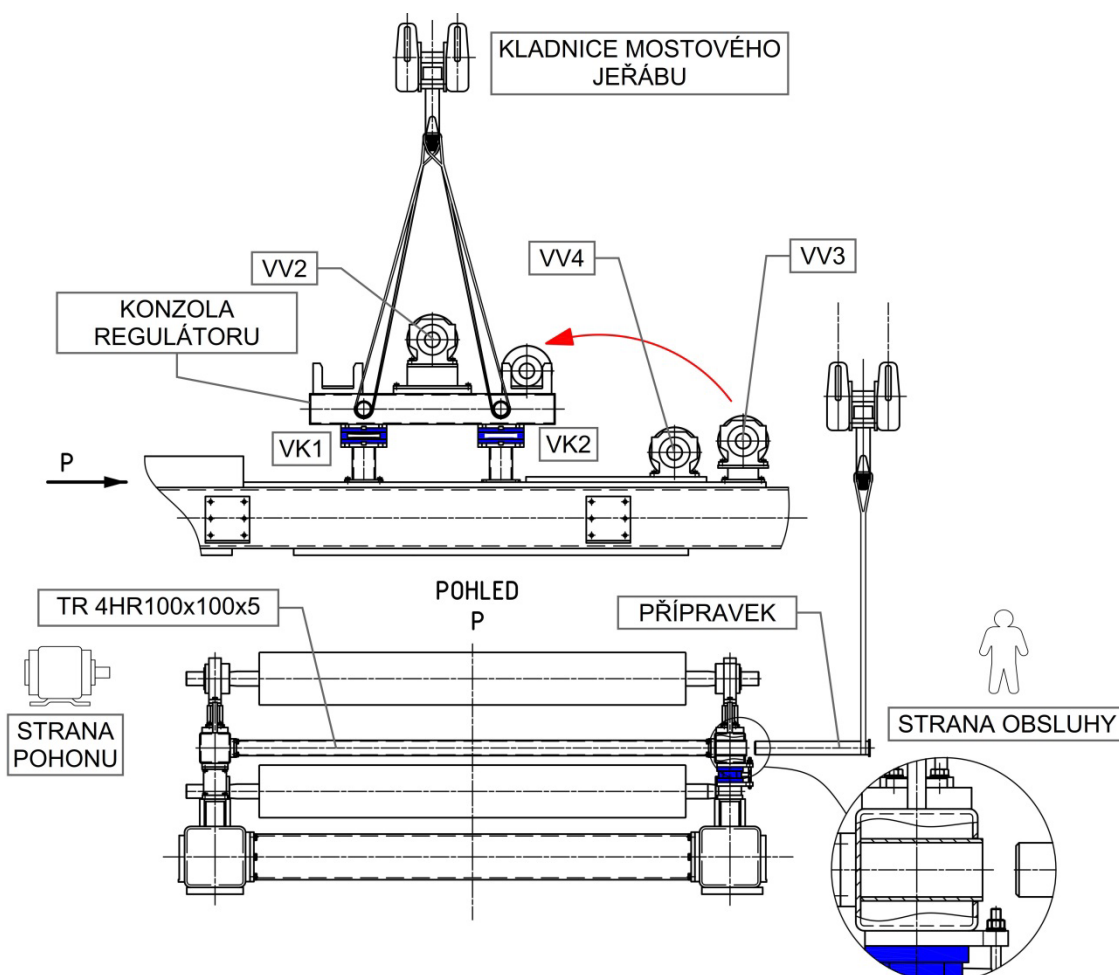 KLADNICE MOSTOVÉHO
JEŘÁBU
VV2
VV4
VV3
KONZOLA
REGULÁTORU
VK1
VK2
P
POHLED
P
TR 4HR100x100x5
PŘÍPRAVEK
STRANA
POHONU
STRANA OBSLUHY